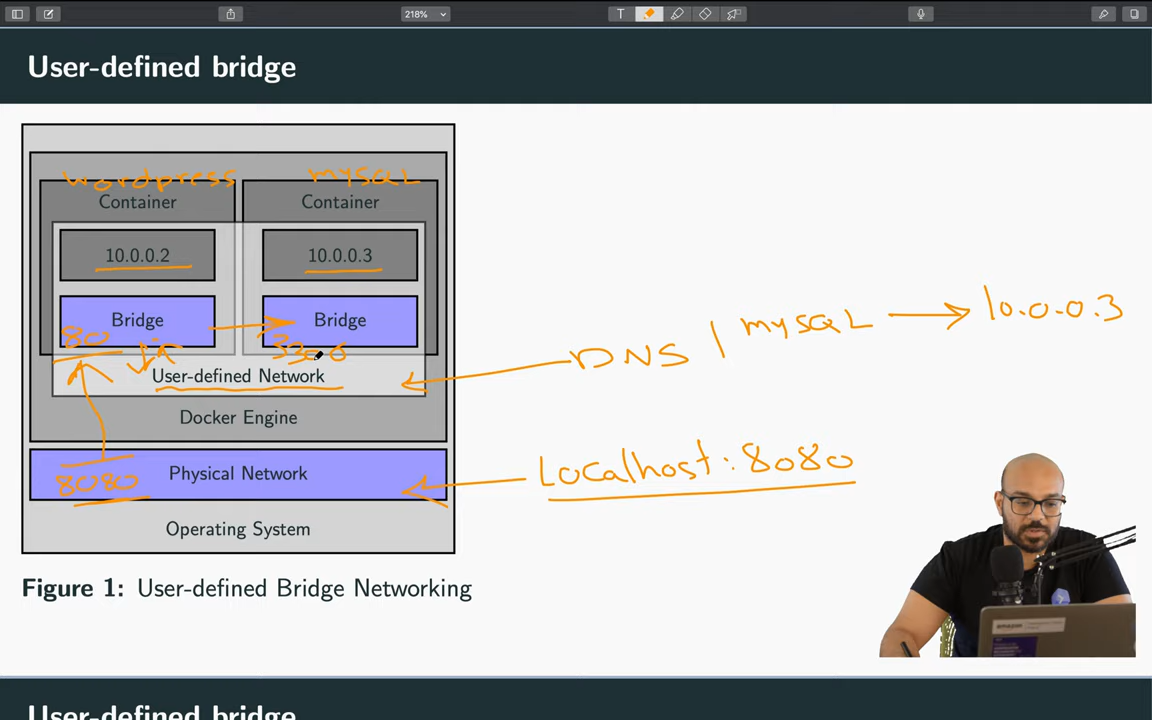 218%
T
User-defined bridge
wordpress mysQL
Container Container
10.0.0.2 10.0.0.3
Bridge Bridge
80
DNS / mysQL 10.0.0.3
User-defined Network
Docker Engine
Physical Network
8080
Localhost:8080
Operating System
Figure 1: User-defined Bridge Networking
amazon
User-defined bridge